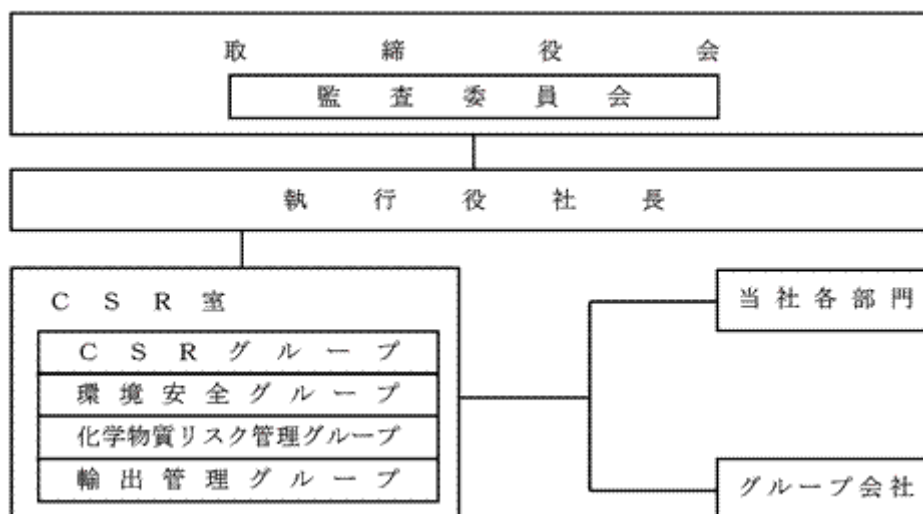 取締役会
監査委員会
執行役社長
CSR室
CSRグループ
環境安全グループ
化学物質リスク管理グループ
輸出管理グループ
当社各部門
グループ会社